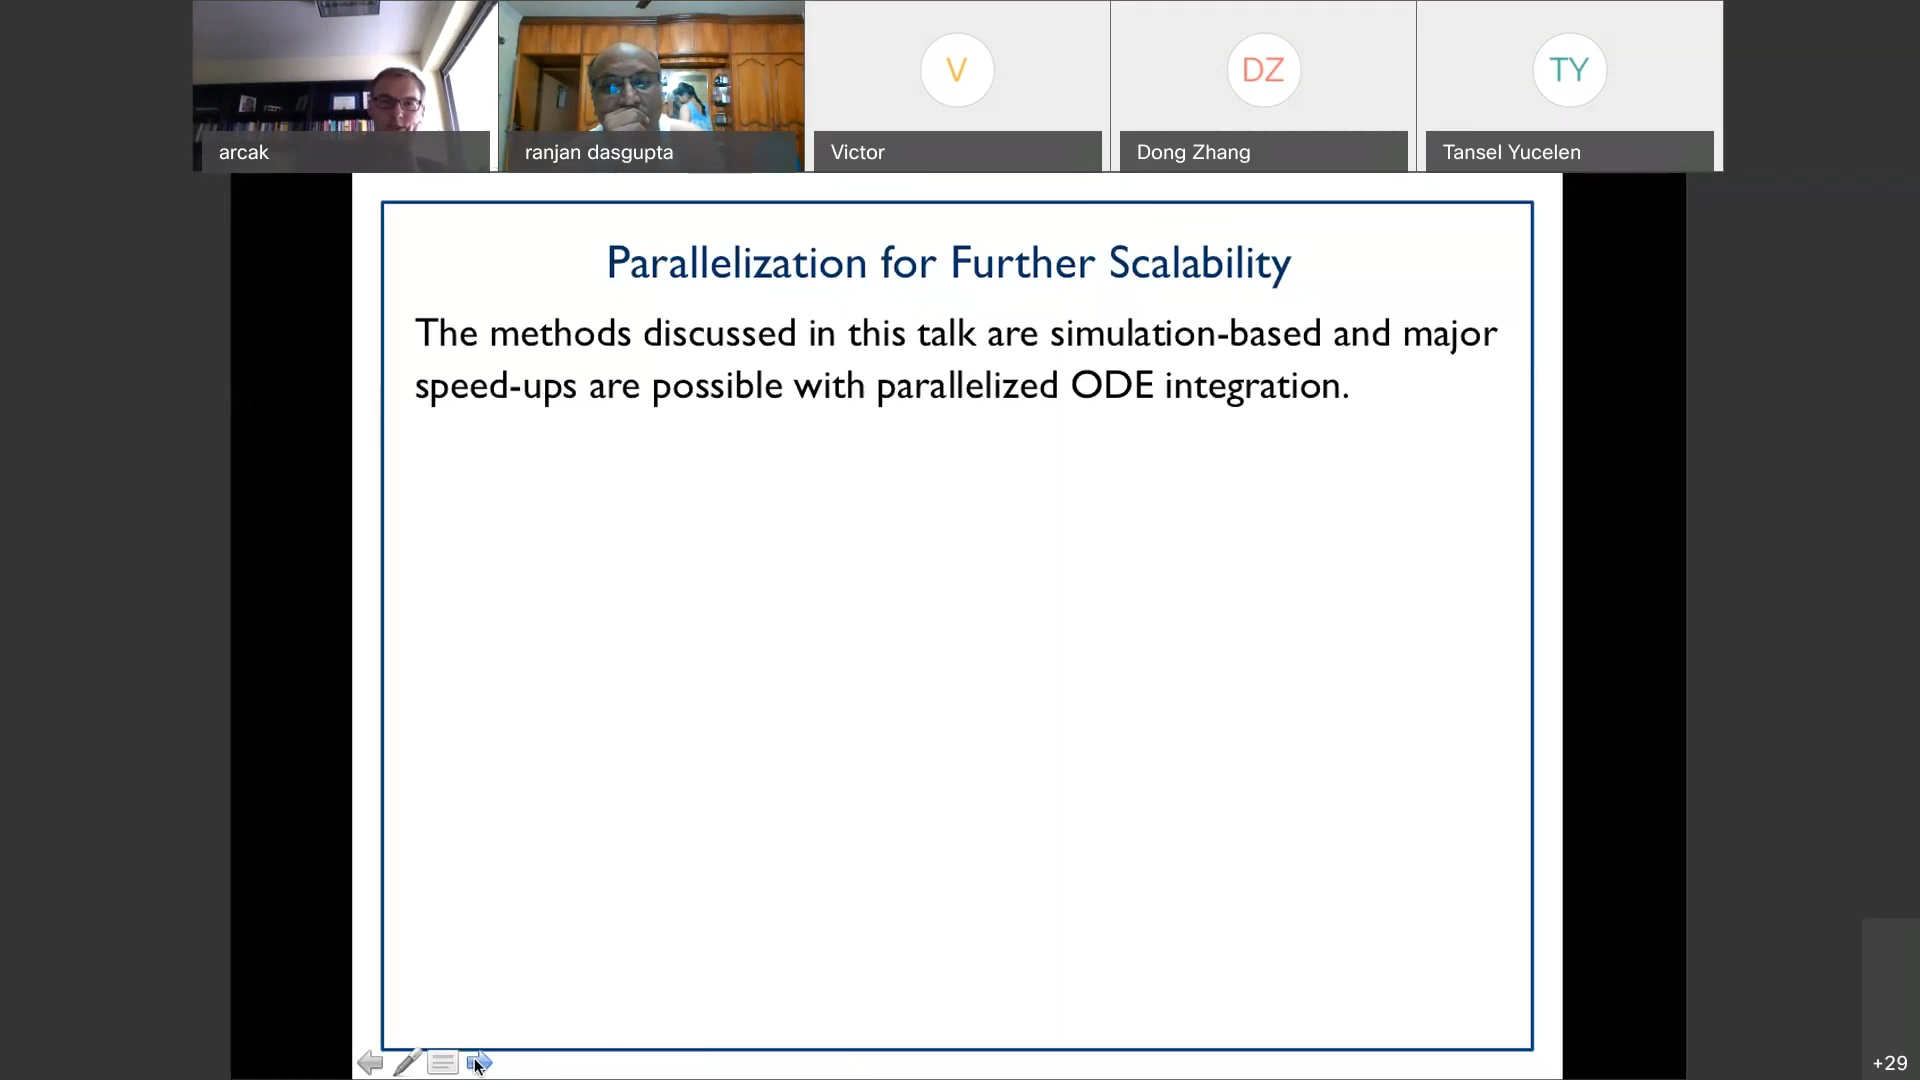 V
DZ
TY
arcak
ranjan dasgupta
Victor
Dong Zhang
Tansel Yucelen
Parallelization for Further Scalability
The methods discussed in this talk are simulation-based and major
speed-ups are possible with parallelized ODE integration.
+29